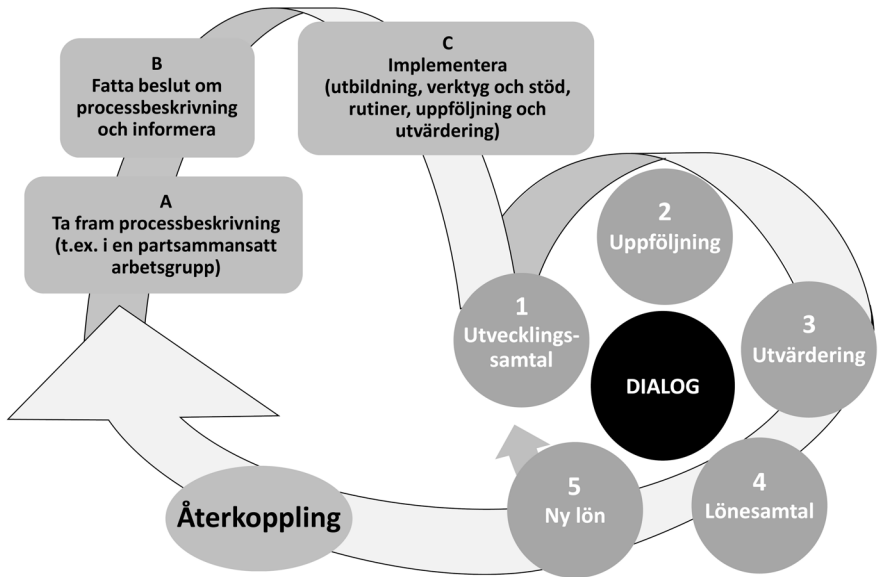 A
Ta fram processbeskrivning
(t.ex. i en partsammansatt
arbetsgrupp)
B
Fatta beslut om
processbeskrivning
och informera
C
Implementera
(utbildning, verktyg och stöd,
rutiner, uppföljning och
utvärdering)
1
Utvecklings-
samtal
2
Uppföljning
3
Utvärdering
4
Lönesamtal
5
Ny lön
DIALOG
Återkoppling